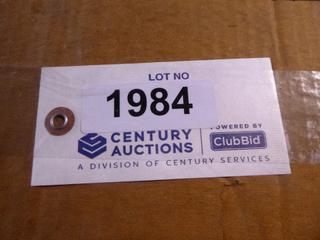 LOT NO
1984
CENTURY AUCTIONS
POWERED BY
ClubBid
A DIVISION OF CENTURY SERVICES